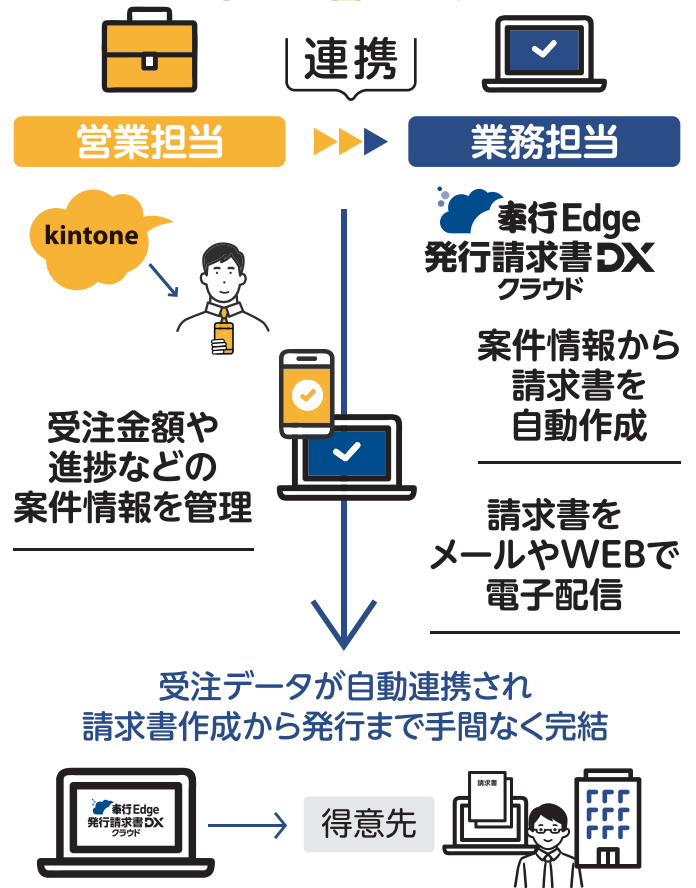 連携
営業担当
業務担当
kintone
奉行Edge
発行請求書DX
クラウド
受注金額や
進捗などの
案件情報を管理
案件情報から
請求書を
自動作成
請求書を
メールやWEBで
電子配信
受注データが自動連携され
請求書作成から発行まで手間なく完結
奉行Edge
発行請求書DX
クラウド
得意先
請求書